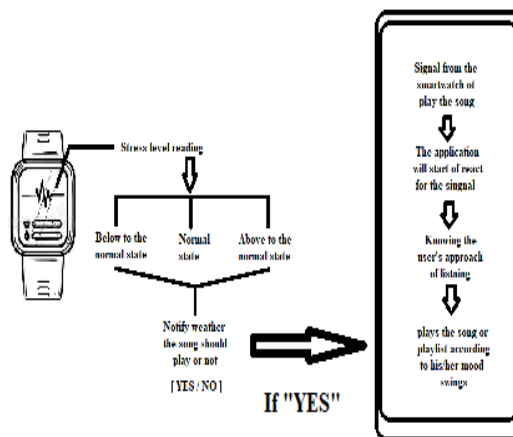 Stress level reading
Below to the
normal state
Normal
state
Above to the
normal state
Notify weather
the song should
play or not
[ YES / NO ]
If "YES"
Signal from the
smartwatch of
play the song
The application
will start of react
for the singnal
Knowing the
user's approach
of listning
plays the song or
playlist according
to his/her mood
swings